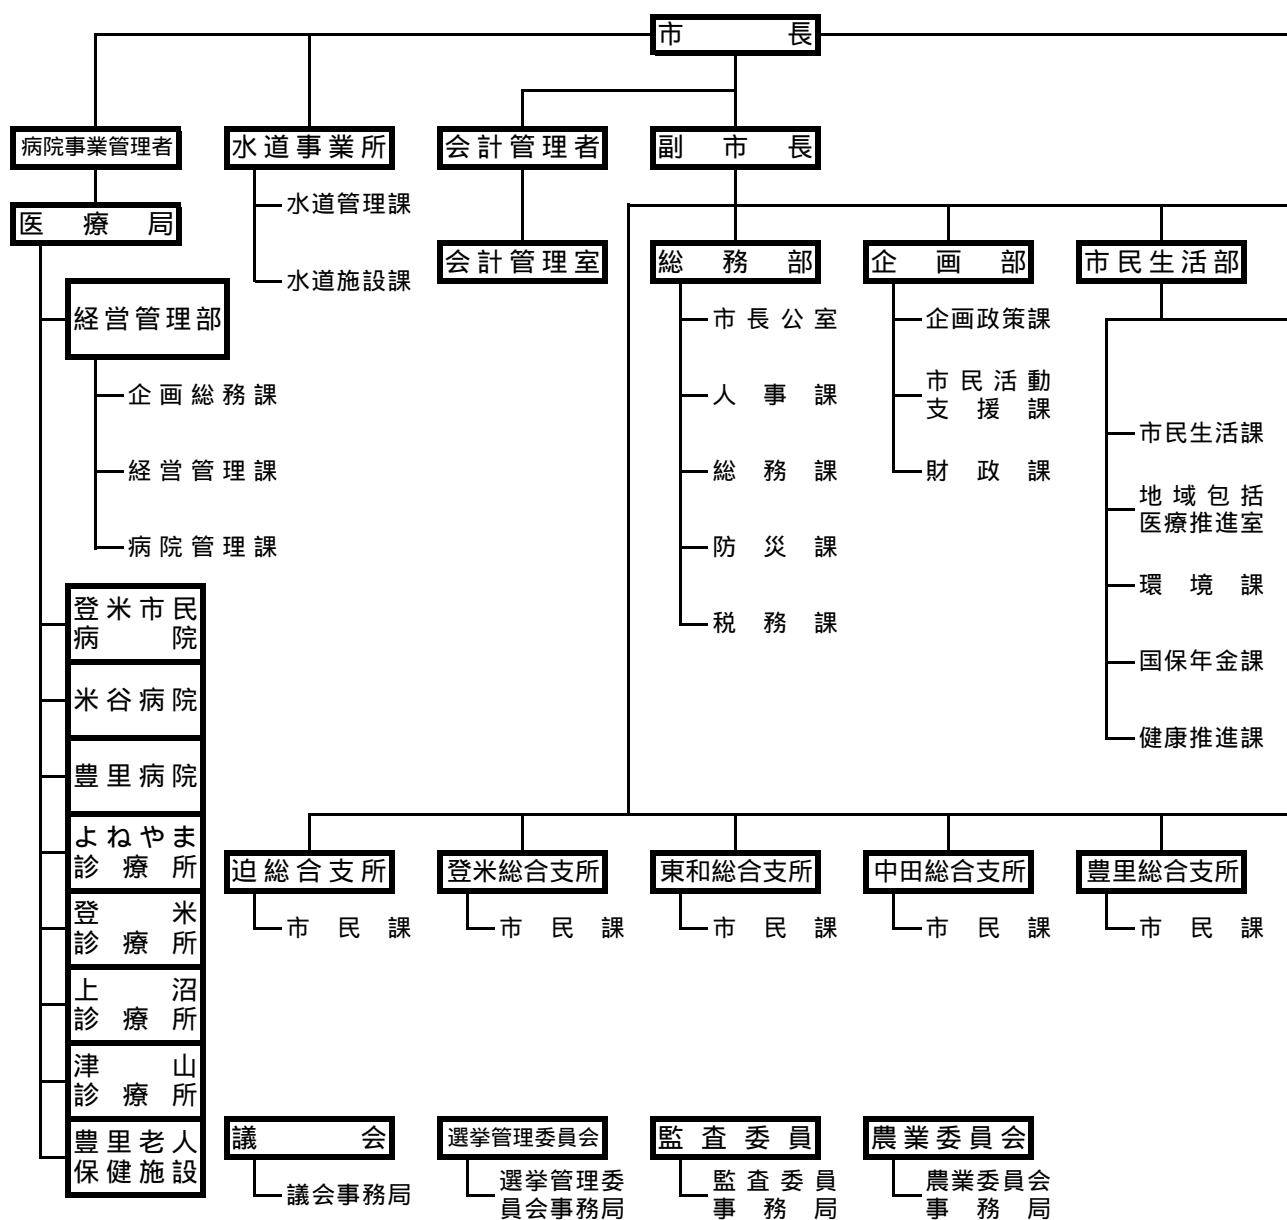 市長
病院事業管理者
水道事業所
会計管理者
副市長
医療局
水道管理課
水道施設課
会計管理室
総務部
企画部
市民生活部
経営管理部
企画総務課
経営管理課
病院管理課
市長公室
人事課
総務課
防災課
税務課
企画政策課
市民活動
支援課
財政課
市民生活課
地域包括
医療推進室
環境課
国保年金課
健康推進課
登米市民
病院
米谷病院
豊里病院
よねやま
診療所
登米
診療所
上沼
診療所
津山
診療所
豊里老人
保健施設
迫総合支所
市民課
登米総合支所
市民課
東和総合支所
市民課
中田総合支所
市民課
豊里総合支所
市民課
議会
議会事務局
選挙管理委員会
選挙管理委
員会事務局
監査委員
監査委員
事務局
農業委員会
農業委員会
事務局